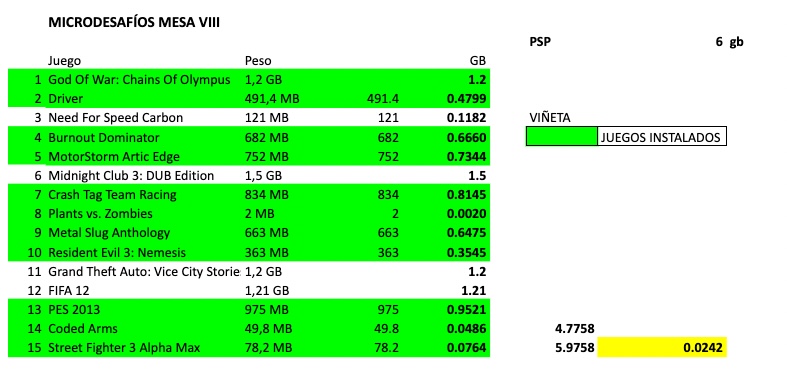 MICRODESAFÍOS MESA VIII
PSP 6 gb
Juego Peso GB
1 God Of War: Chains Of Olympus 1,2 GB 1.2
2 Driver 491,4 MB 491.4 0.4799
3 Need For Speed Carbon 121 MB 121 0.1182 VIÑETA
4 Burnout Dominator 682 MB 682 0.6660 JUEGOS INSTALADOS
5 MotorStorm Artic Edge 752 MB 752 0.7344
6 Midnight Club 3: DUB Edition 1,5 GB 1.5
7 Crash Tag Team Racing 834 MB 834 0.8145
8 Plants vs. Zombies 2 MB 2 0.0020
9 Metal Slug Anthology 663 MB 663 0.6475
10 Resident Evil 3: Nemesis 363 MB 363 0.3545
11 Grand Theft Auto: Vice City Storie 1,2 GB 1.2
12 FIFA 12 1,21 GB 1.21
13 PES 2013 975 MB 975 0.9521
14 Coded Arms 49,8 MB 49.8 0.0486 4.7758
15 Street Fighter 3 Alpha Max 78,2 MB 78.2 0.0764 5.9758 0.0242